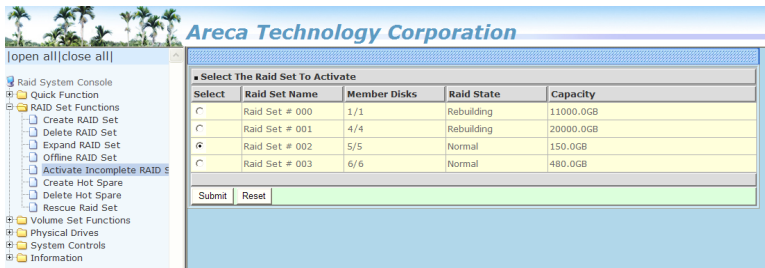 Areca Technology Corporation
|open all|close all|
Raid System Console
Quick Function
RAID Set Functions
Create RAID Set
Delete RAID Set
Expand RAID Set
Offline RAID Set
Activate Incomplete RAID S
Create Hot Spare
Delete Hot Spare
Rescue Raid Set
Volume Set Functions
Physical Drives
System Controls
Information
Select The Raid Set To Activate
Select Raid Set Name Member Disks Raid State Capacity
Raid Set # 000 1/1 Rebuilding 11000.0GB
Raid Set # 001 4/4 Rebuilding 20000.0GB
Raid Set # 002 5/5 Normal 150.0GB
Raid Set # 003 6/6 Normal 480.0GB
Submit Reset